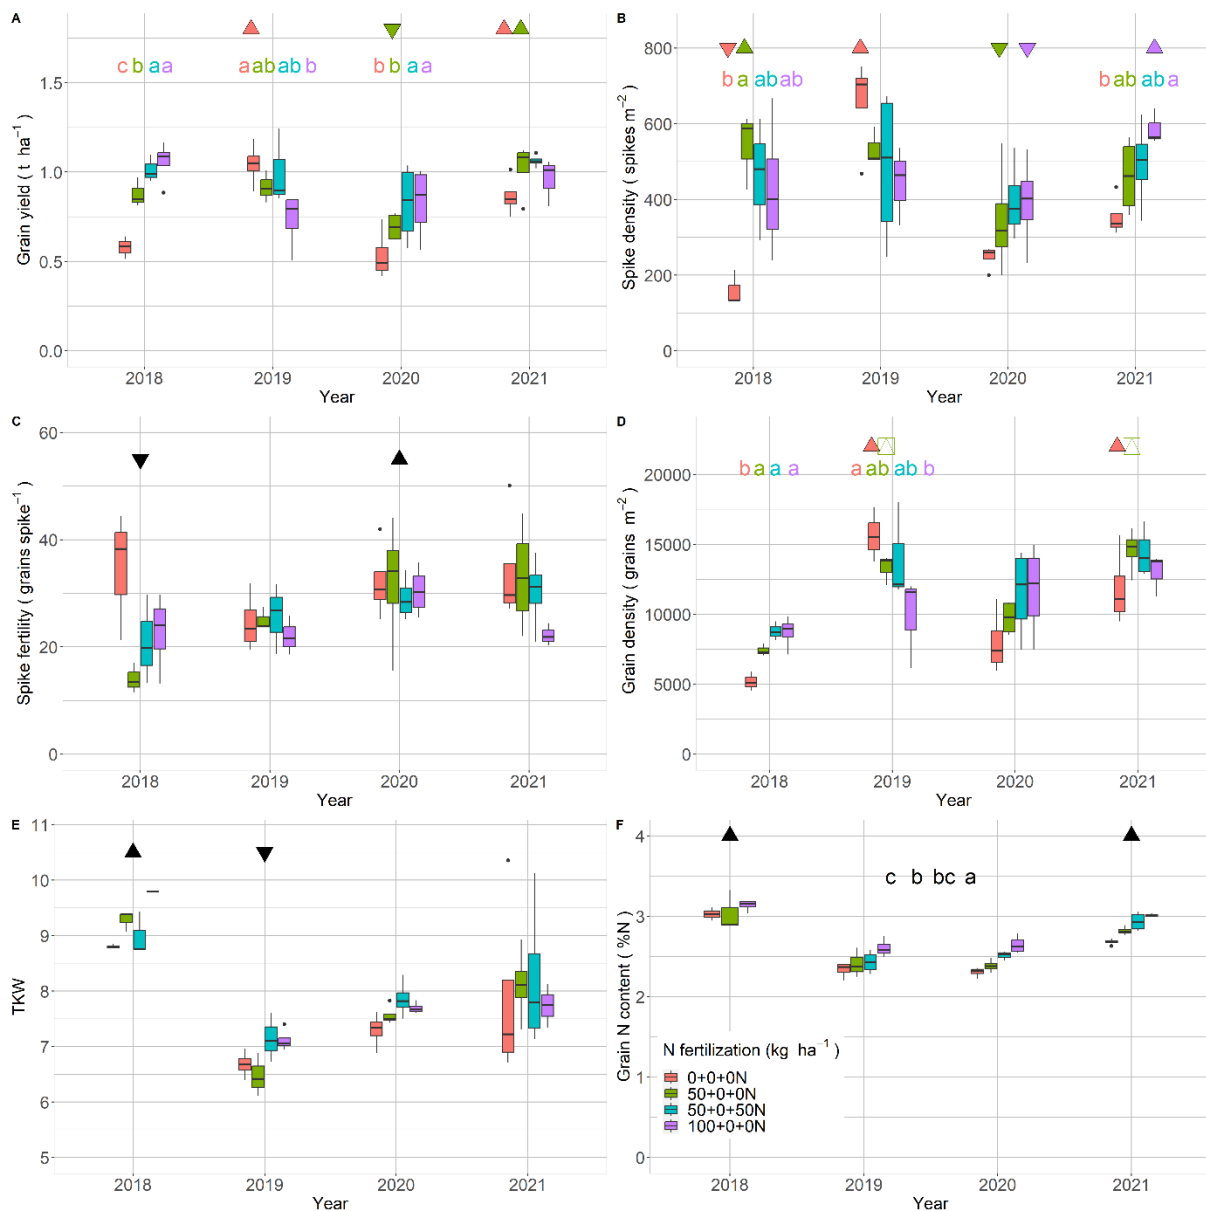 A
c b a a
a ab ab b
b b a a
1.5
1.0
0.5
0.0
Grain yield ( t ha⁻¹ )
2018 2019 2020 2021
Year
B
800
b a ab ab
b ab ab a
600
400
200
0
Spike density ( spikes m⁻² )
2018 2019 2020 2021
Year
C
60
40
20
0
Spike fertility ( grains spike⁻¹ )
2018 2019 2020 2021
Year
D
b a a a
a ab ab b
20000
15000
10000
5000
0
Grain density ( grains m⁻² )
2018 2019 2020 2021
Year
E
11
10
9
8
7
6
5
TKW
2018 2019 2020 2021
Year
F
4
c b bc a
3
2
1
0
Grain N content ( %N )
N fertilization (kg ha⁻¹ )
0+0+0N
50+0+0N
50+0+50N
100+0+0N
2018 2019 2020 2021
Year